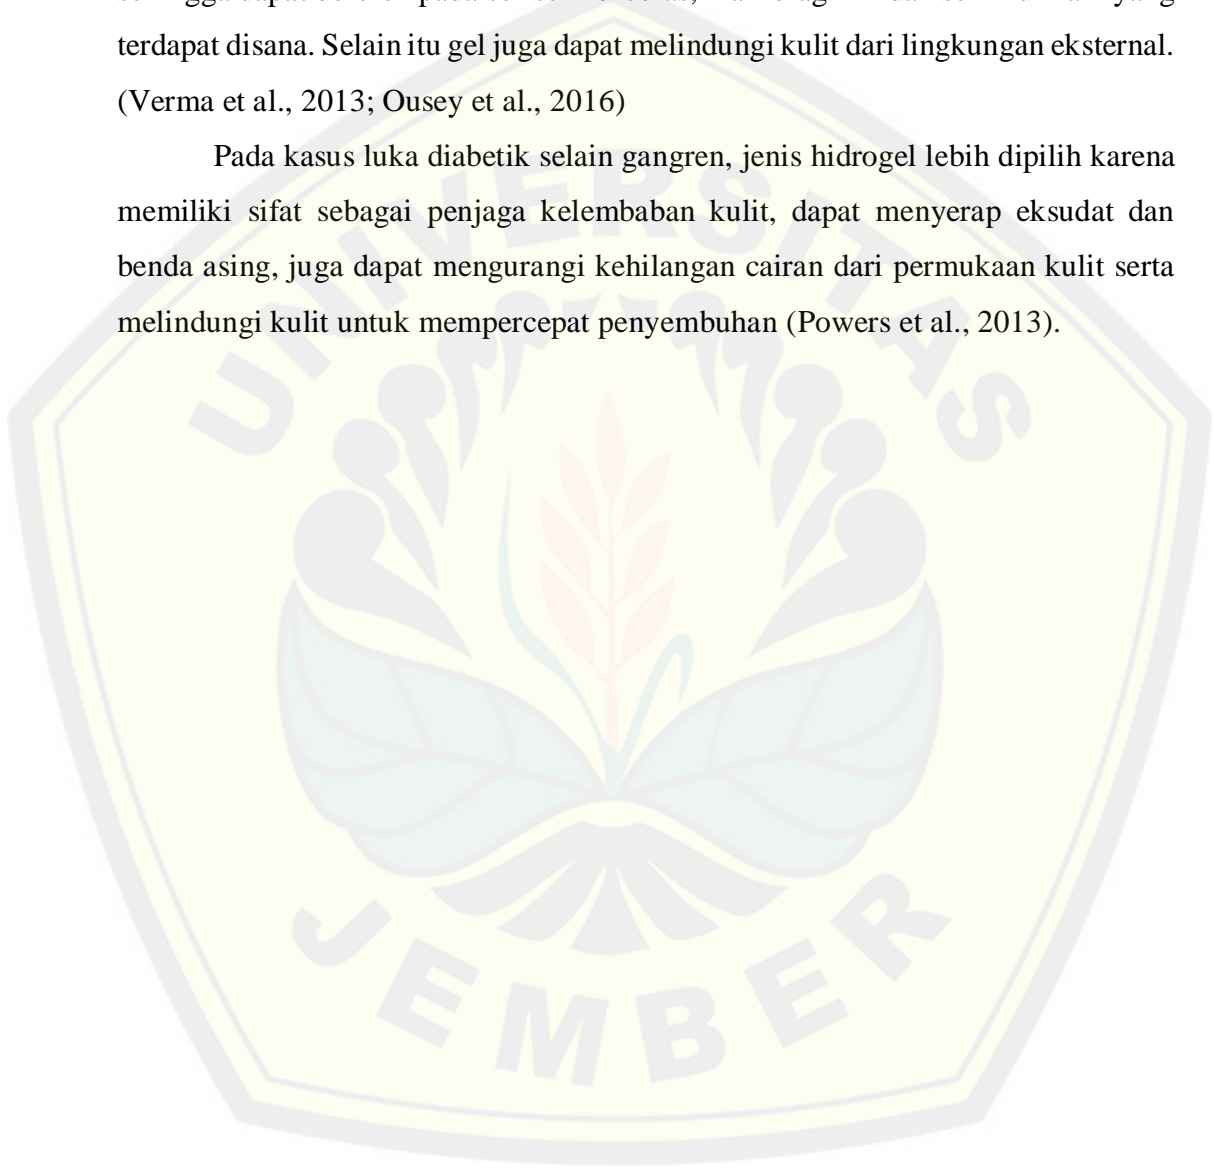 terdapat disana. Selain itu gel juga dapat melindungi kulit dari lingkungan eksternal.
(Verma et al., 2013; Ousey et al., 2016)
Pada kasus luka diabetik selain gangren, jenis hidrogel lebih dipilih karena
memiliki sifat sebagai penjaga kelembaban kulit, dapat menyerap eksudat dan
benda asing, juga dapat mengurangi kehilangan cairan dari permukaan kulit serta
melindungi kulit untuk mempercepat penyembuhan (Powers et al., 2013).
UNIVERSITAS
JEMBER